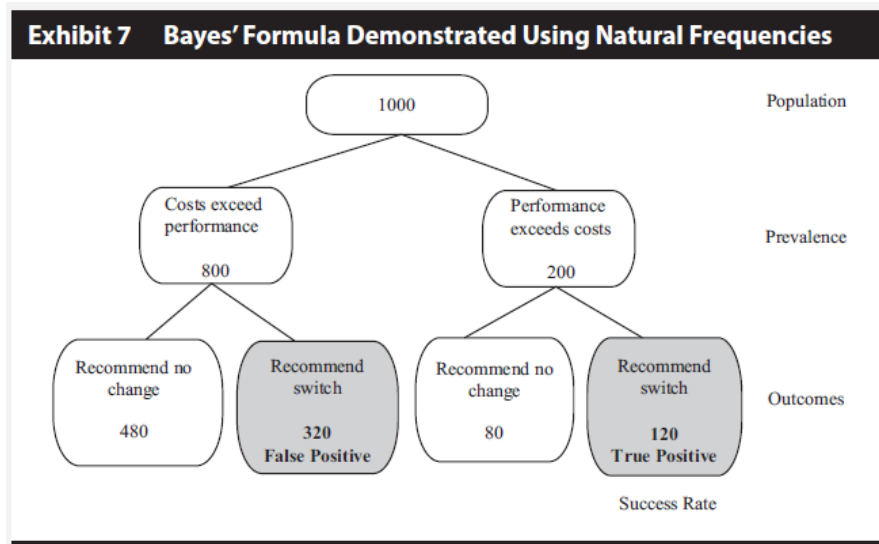 Exhibit 7 Bayes' Formula Demonstrated Using Natural Frequencies
1000
Population
Costs exceed
performance
800
Performance
exceeds costs
200
Prevalence
Recommend no
change
480
Recommend
switch
320
False Positive
Recommend no
change
80
Recommend
switch
120
True Positive
Outcomes
Success Rate